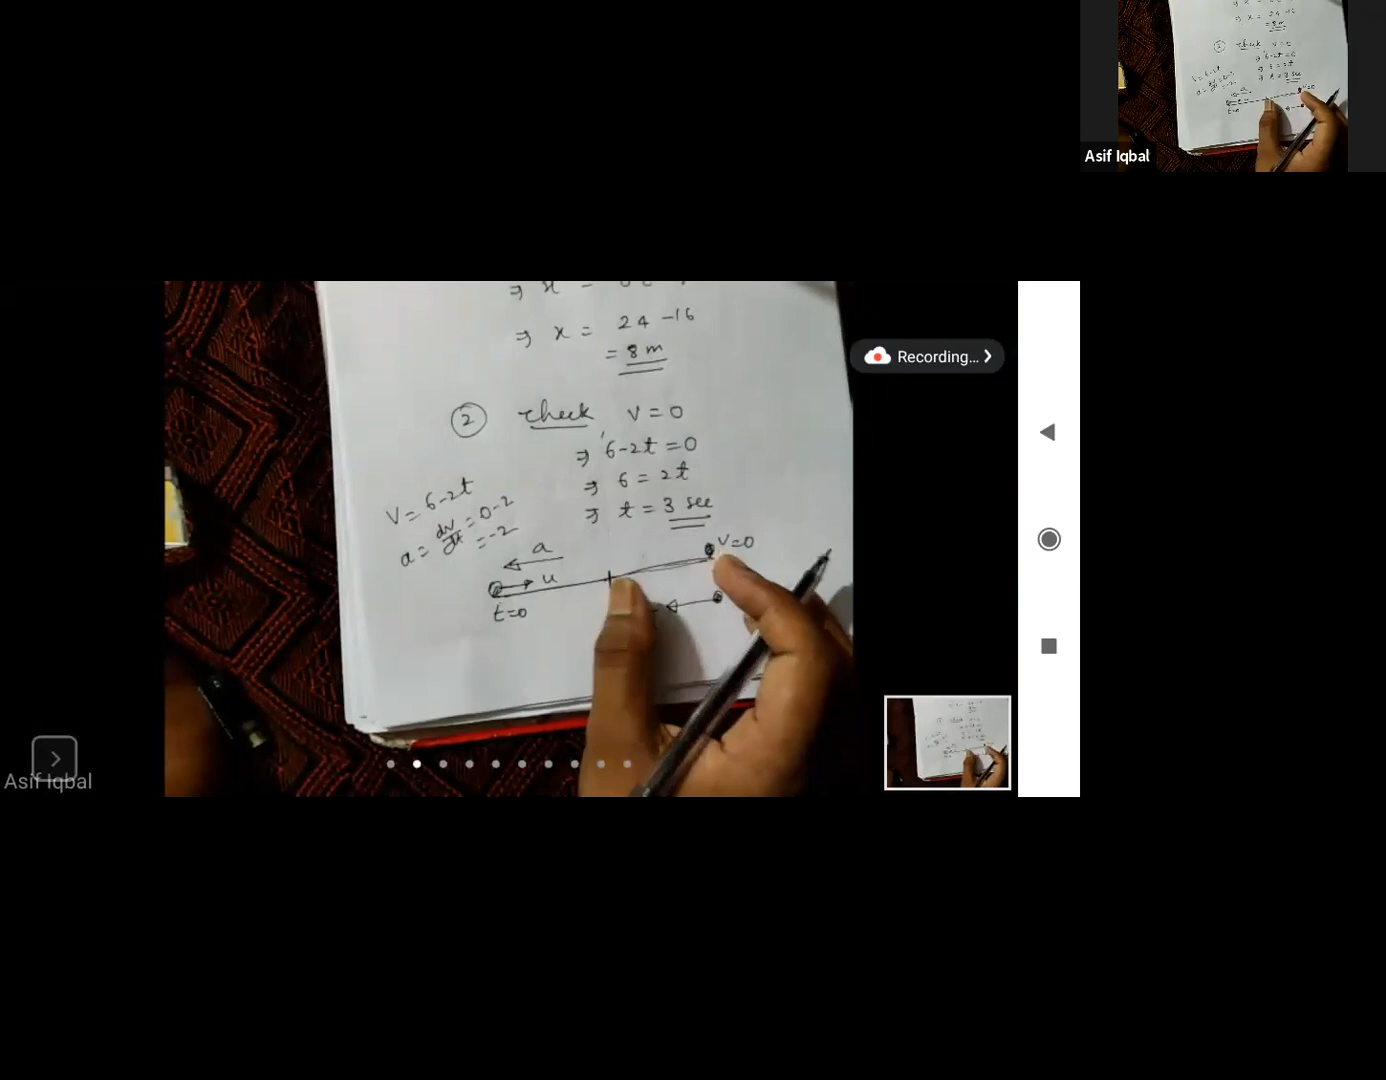 ⇒ x = 24 - 16
= 8 m
② check v = 0
⇒ 6-2t = 0
⇒ 6 = 2t
⇒ t = 3 sec
V = 6-2t
a = dv/dt = 0-2
= -2
a
u
v=0
t=0
Recording...
Asif Iqbal
Asif Iqbal